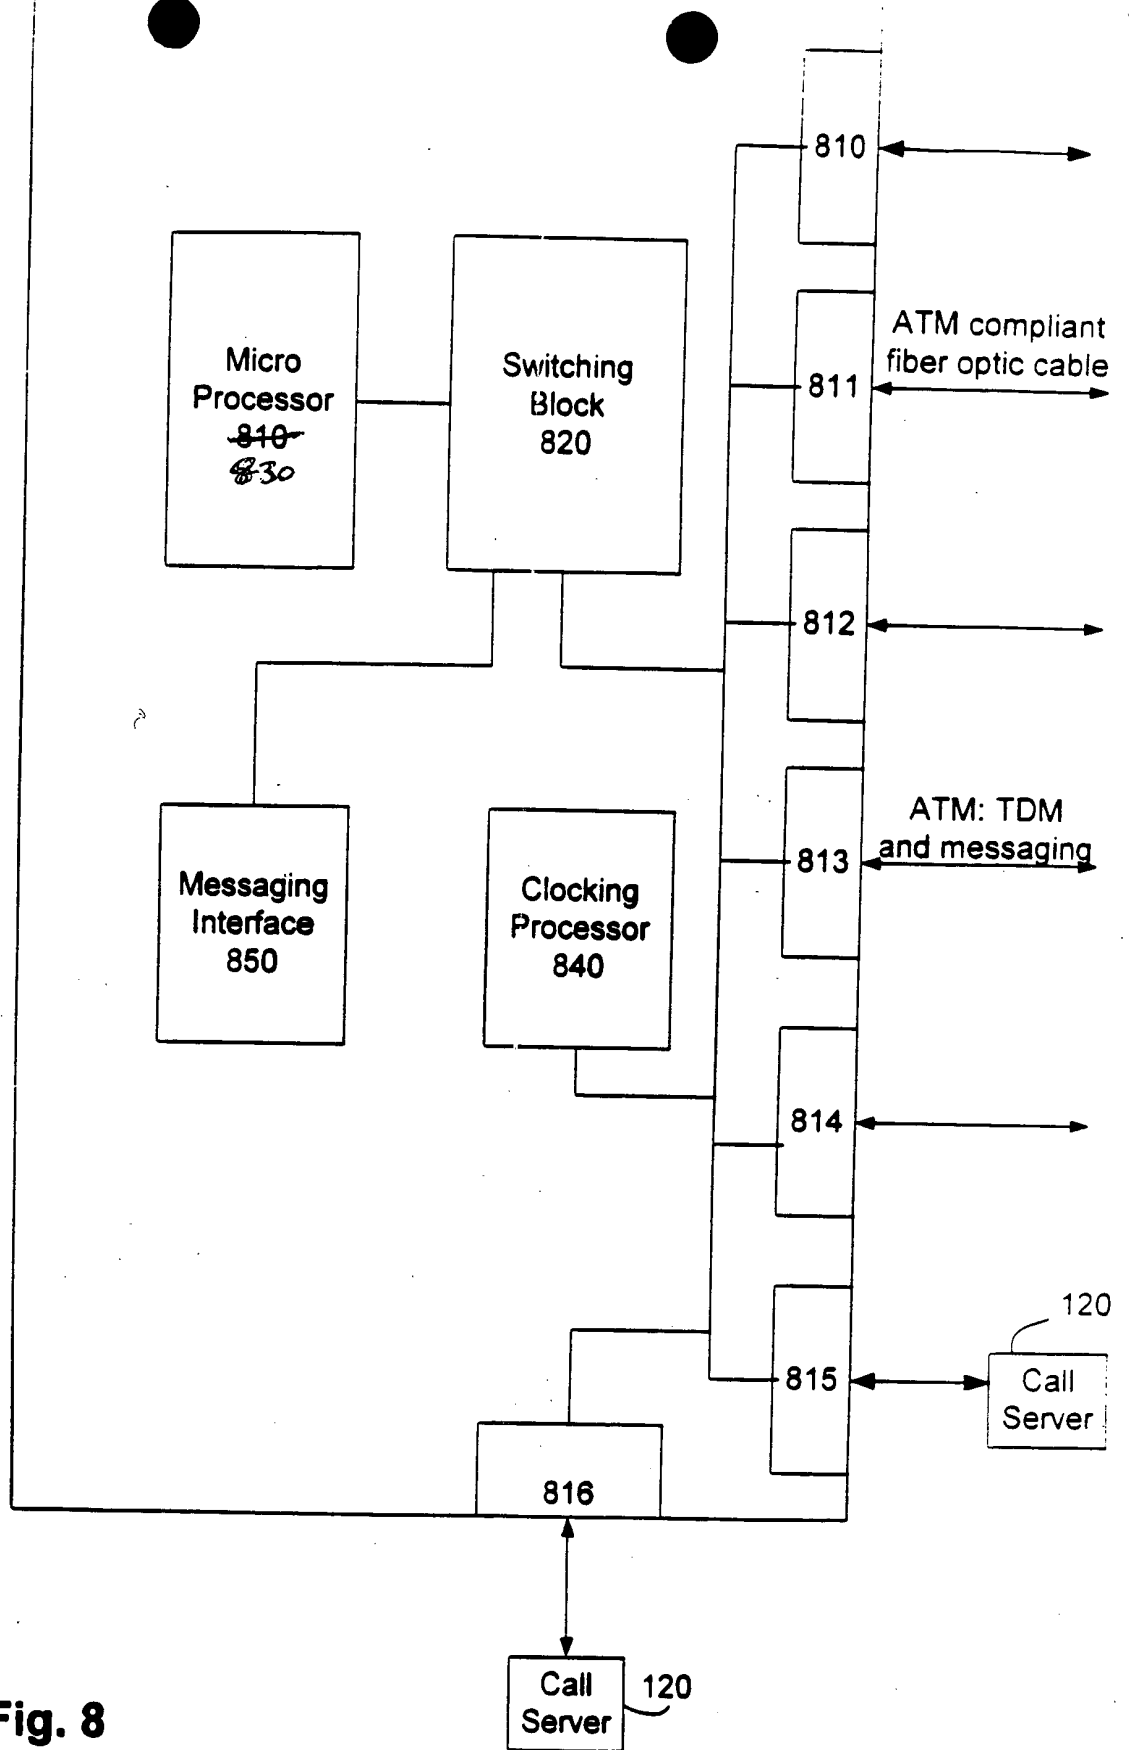 810
ATM compliant
fiber optic cable
811
Micro
Processor
810
830
Switching
Block
820
812
ATM: TDM
and messaging
813
Messaging
Interface
850
Clocking
Processor
840
814
120
815
Call
Server
816
Call
Server
120
Fig. 8